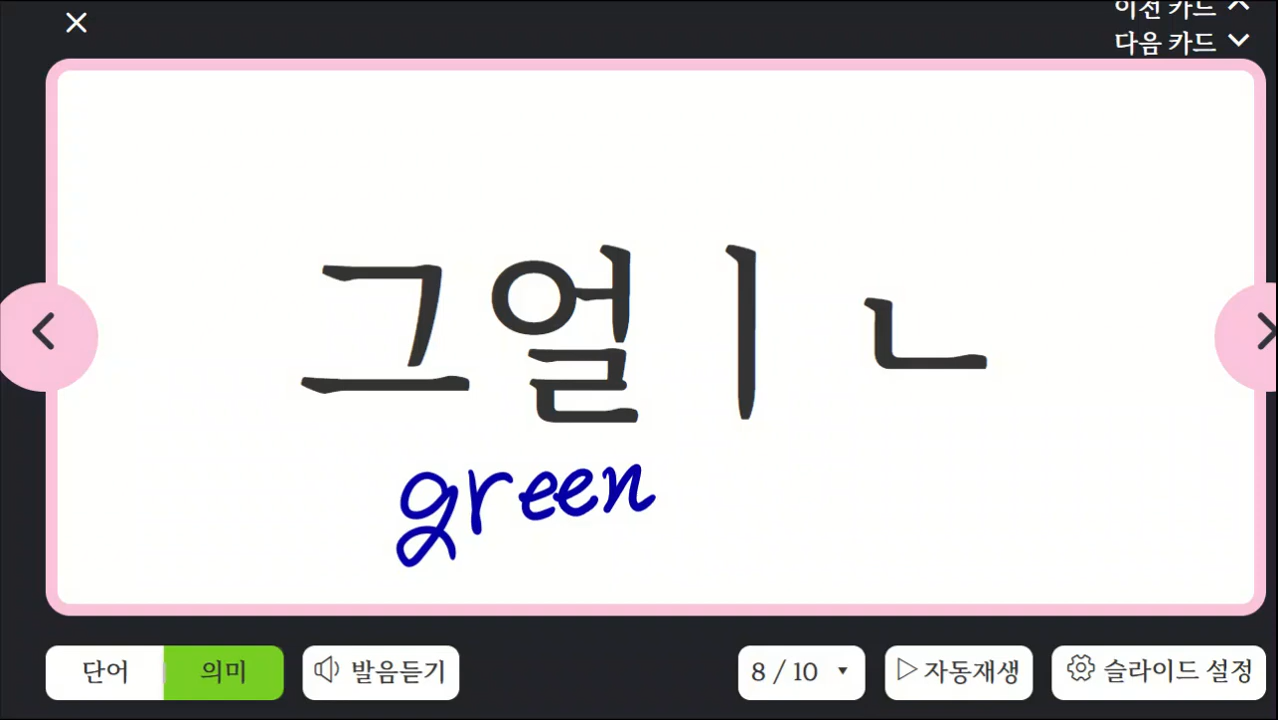 이전 카드
다음 카드
그얼ㅣㄴ
green
단어 의미 발음듣기 8 / 10 자동재생 슬라이드 설정